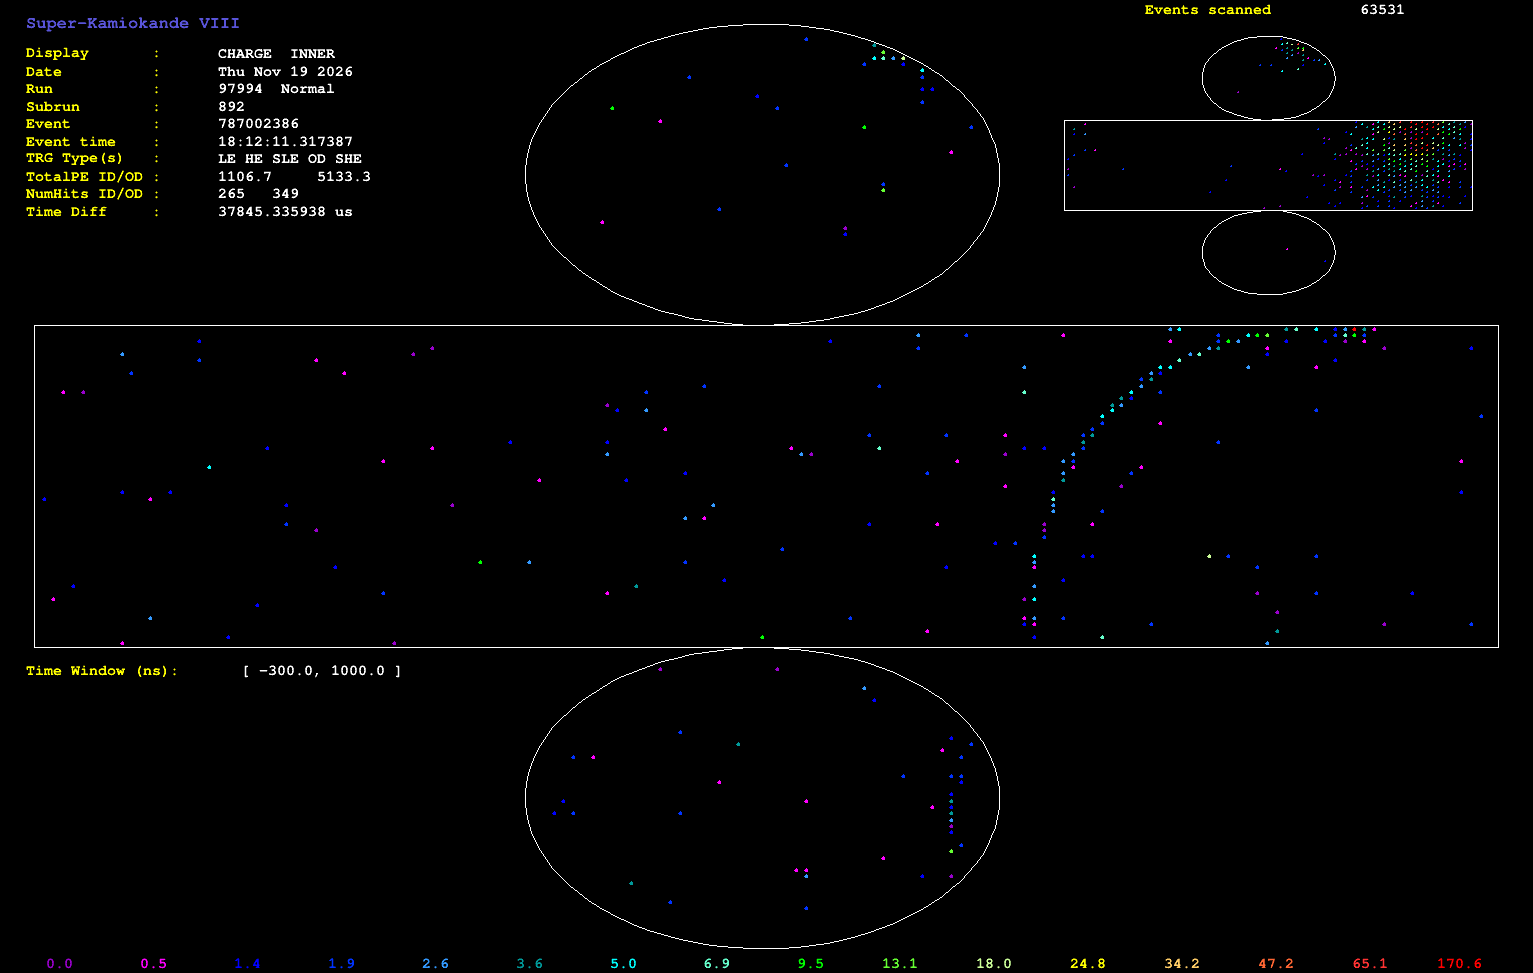 Super-Kamiokande VIII
Events scanned 63531
Display : CHARGE INNER
Date : Thu Nov 19 2026
Run : 97994 Normal
Subrun : 892
Event : 787002386
Event time : 18:12:11.317387
TRG Type(s) : LE HE SLE OD SHE
TotalPE ID/OD : 1106.7 5133.3
NumHits ID/OD : 265 349
Time Diff : 37845.335938 us
Time Window (ns): [ -300.0, 1000.0 ]
0.0 0.5 1.4 1.9 2.6 3.6 5.0 6.9 9.5 13.1 18.0 24.8 34.2 47.2 65.1 170.6